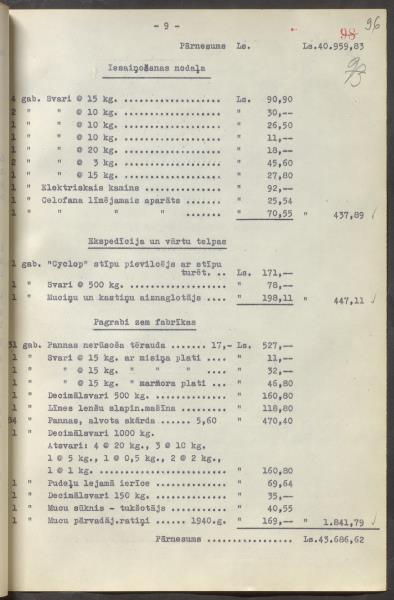 - 9 -
98
96
Pārnesums Ls. Ls.40.959,83
Iesaiņošanas nodaļa
4 gab. Svari @ 15 kg. .................... Ls. 90,90
2 " " @ 10 kg. .................... " 30,--
1 " " @ 10 kg. .................... " 26,50
1 " " @ 10 kg. .................... " 11,--
1 " " @ 20 kg. .................... " 18,--
2 " " @ 3 kg. .................... " 45,60
1 " " @ 15 kg. .................... " 27,80
1 " Elektriskais kamins ............... " 92,--
1 " Celofana līmējamais aparāts ....... " 25,54
1 " " " " ....... " 70,55 " 437,89 √
Ekspedīcija un vārtu telpas
1 gab. "Cyclop" stīpu pievilcējs ar stīpu
turēt. .. Ls. 171,--
1 " Svari @ 500 kg. ................... " 78,--
1 " Muciņu un kastiņu aiznaglotājs .... " 198,11 " 447,11 √
Pagrabi zem fabrikas
31 gab. Pannas nerūsoša tērauda ....... 17,- Ls. 527,--
1 " Svari @ 15 kg. ar misiņa plati .... " 11,--
1 " " @ 15 kg. " " " .... " 32,--
1 " " @ 15 kg. " marmora plati ... " 46,80
1 " Decimālsvari 500 kg. .............. " 160,80
1 " Līnes lenšu slapin.mašīna ......... " 118,80
84 " Pannas, alvota skārda ...... 5,60 " 470,40
1 " Decimālsvari 1000 kg.
Atsvari: 4 @ 20 kg., 3 @ 10 kg.
1 @ 5 kg., 1 @ 0,5 kg., 2 @ 2 kg.,
1 @ 1 kg. ......................... " 160,80
1 " Pudeļu lejamā ierīce .............. " 69,64
1 " Decimālsvari 150 kg. .............. " 35,--
1 " Mucu sūknis - tukšotājs ........... " 40,55
1 " Mucu pārvadāj.ratiņi ...... 1940.g. " 169,-- " 1.841,79 √
Pārnesums ................. Ls.43.686,62